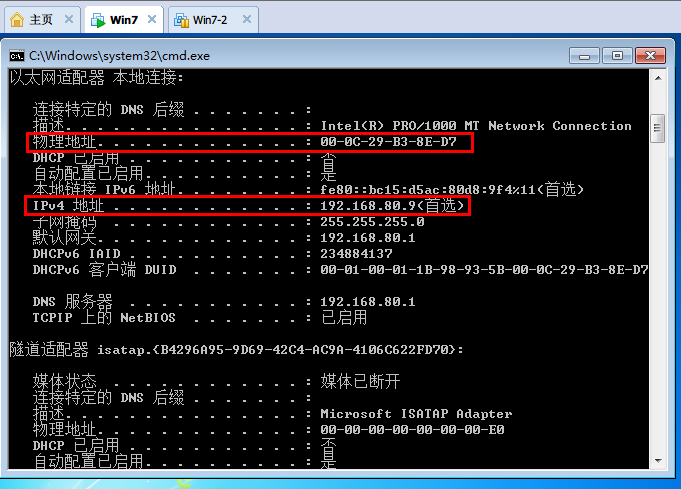 主页 Win7 Win7-2
C:\Windows\system32\cmd.exe
以太网适配器 本地连接:
连接特定的 DNS 后缀 . . . . . . . :
描述. . . . . . . . . . . . . . . : Intel(R) PRO/1000 MT Network Connection
物理地址. . . . . . . . . . . . . : 00-0C-29-B3-8E-D7
DHCP 已启用 . . . . . . . . . . . : 否
自动配置已启用. . . . . . . . . . : 是
本地链接 IPv6 地址. . . . . . . . : fe80::bc15:d5ac:80d8:9f4%11(首选)
IPv4 地址 . . . . . . . . . . . . : 192.168.80.9(首选)
子网掩码 . . . . . . . . . . . . : 255.255.255.0
默认网关. . . . . . . . . . . . . : 192.168.80.1
DHCPv6 IAID . . . . . . . . . . . : 234884137
DHCPv6 客户端 DUID . . . . . . . : 00-01-00-01-1B-98-93-5B-00-0C-29-B3-8E-D7
DNS 服务器 . . . . . . . . . . . : 192.168.80.1
TCPIP 上的 NetBIOS . . . . . . . : 已启用
隧道适配器 isatap.{B4296A95-9D69-42C4-AC9A-4106C622FD70}:
媒体状态 . . . . . . . . . . . . : 媒体已断开
连接特定的 DNS 后缀 . . . . . . . :
描述. . . . . . . . . . . . . . . : Microsoft ISATAP Adapter
物理地址. . . . . . . . . . . . . : 00-00-00-00-00-00-00-E0
DHCP 已启用 . . . . . . . . . . . : 否
自动配置已启用. . . . . . . . . . : 是